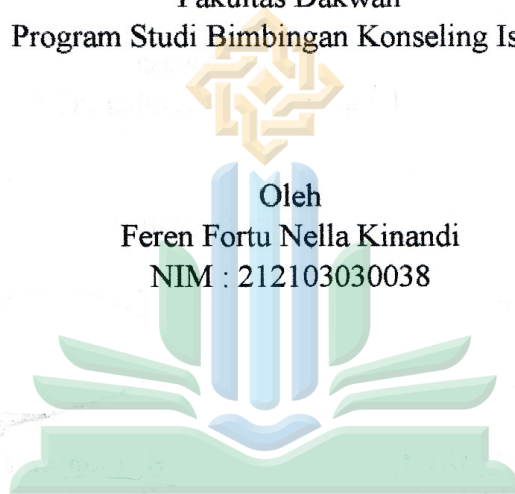 Fakultas Dakwah
Program Studi Bimbingan Konseling Is
Oleh
Feren Fortu Nella Kinandi
NIM : 212103030038